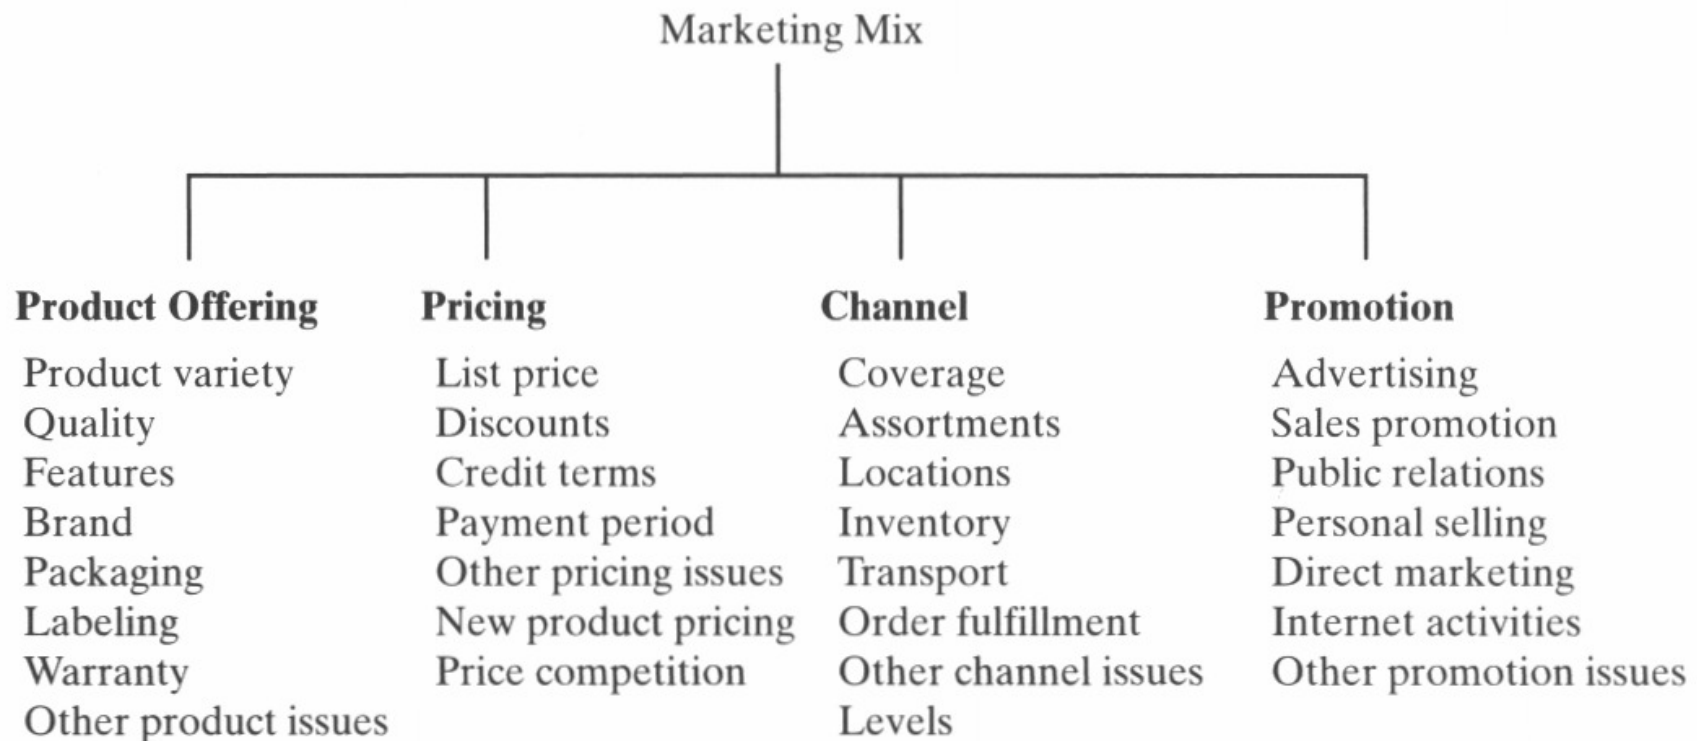 Marketing Mix
Product Offering
Product variety
Quality
Features
Brand
Packaging
Labeling
Warranty
Other product issues
Pricing
List price
Discounts
Credit terms
Payment period
Other pricing issues
New product pricing
Price competition
Channel
Coverage
Assortments
Locations
Inventory
Transport
Order fulfillment
Other channel issues
Levels
Promotion
Advertising
Sales promotion
Public relations
Personal selling
Direct marketing
Internet activities
Other promotion issues